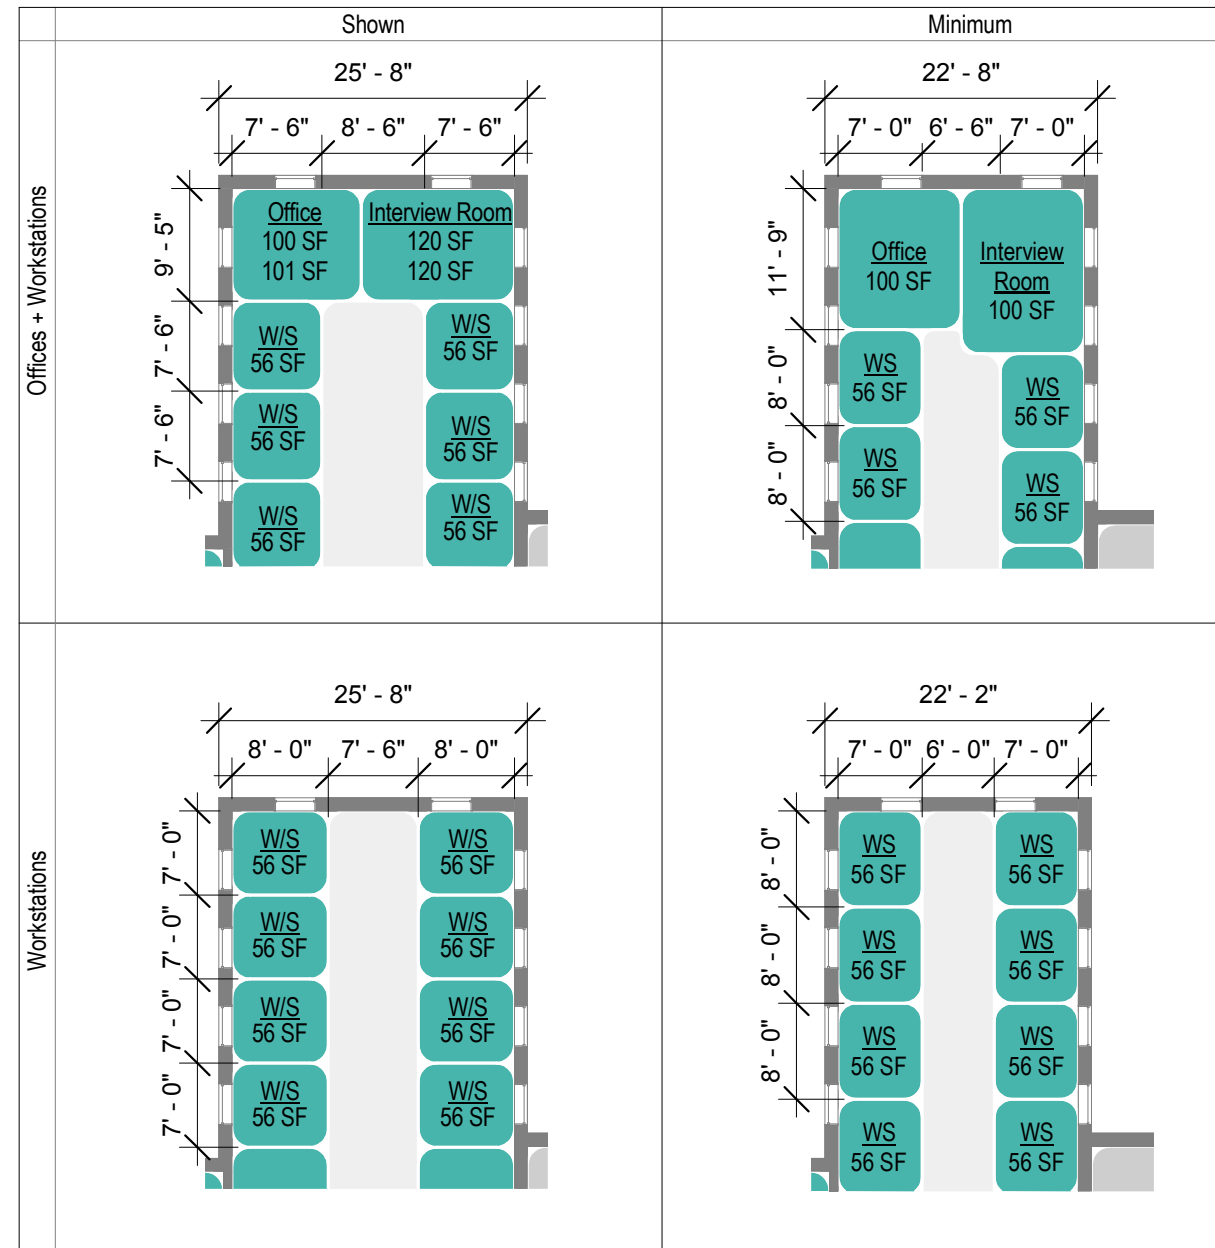 Shown
Minimum
Offices + Workstations
25' - 8"
7' - 6"
8' - 6"
7' - 6"
9' - 5"
7' - 6"
7' - 6"
Office
100 SF
101 SF
Interview Room
120 SF
120 SF
W/S
56 SF
W/S
56 SF
W/S
56 SF
W/S
56 SF
W/S
56 SF
W/S
56 SF
22' - 8"
7' - 0"
6' - 6"
7' - 0"
11' - 9"
8' - 0"
8' - 0"
Office
100 SF
Interview
Room
100 SF
WS
56 SF
WS
56 SF
WS
56 SF
WS
56 SF
Workstations
25' - 8"
8' - 0"
7' - 6"
8' - 0"
7' - 0"
7' - 0"
7' - 0"
7' - 0"
W/S
56 SF
W/S
56 SF
W/S
56 SF
W/S
56 SF
W/S
56 SF
W/S
56 SF
W/S
56 SF
W/S
56 SF
22' - 2"
7' - 0"
6' - 0"
7' - 0"
8' - 0"
8' - 0"
8' - 0"
WS
56 SF
WS
56 SF
WS
56 SF
WS
56 SF
WS
56 SF
WS
56 SF
WS
56 SF
WS
56 SF